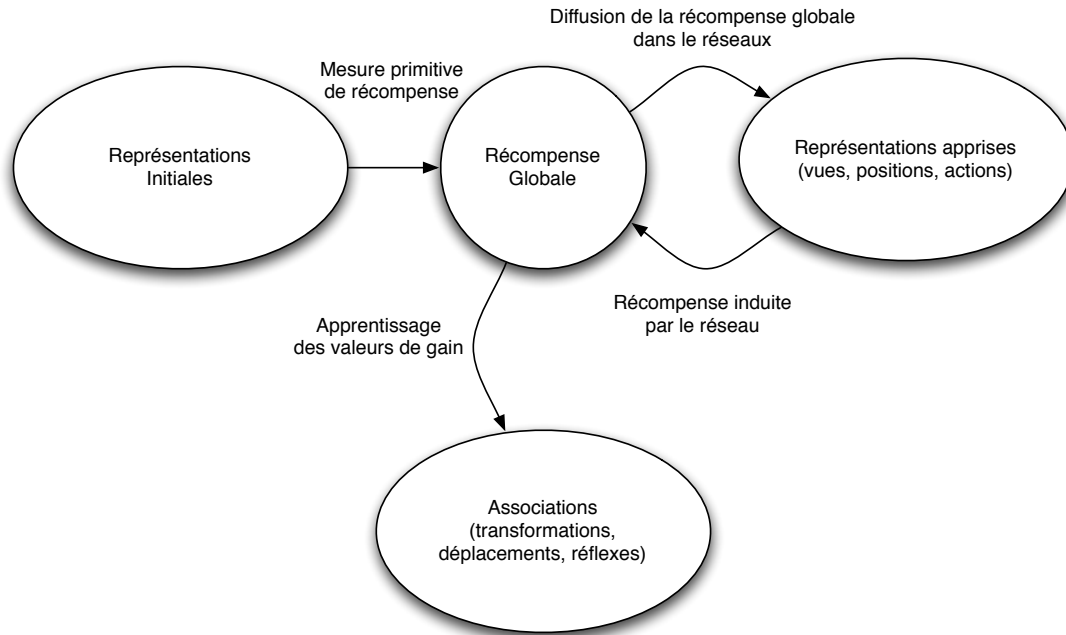 Diffusion de la récompense globale
dans le réseaux
Mesure primitive
de récompense
Représentations
Initiales
Récompense
Globale
Représentations apprises
(vues, positions, actions)
Récompense induite
par le réseau
Apprentissage
des valeurs de gain
Associations
(transformations,
déplacements, réflexes)